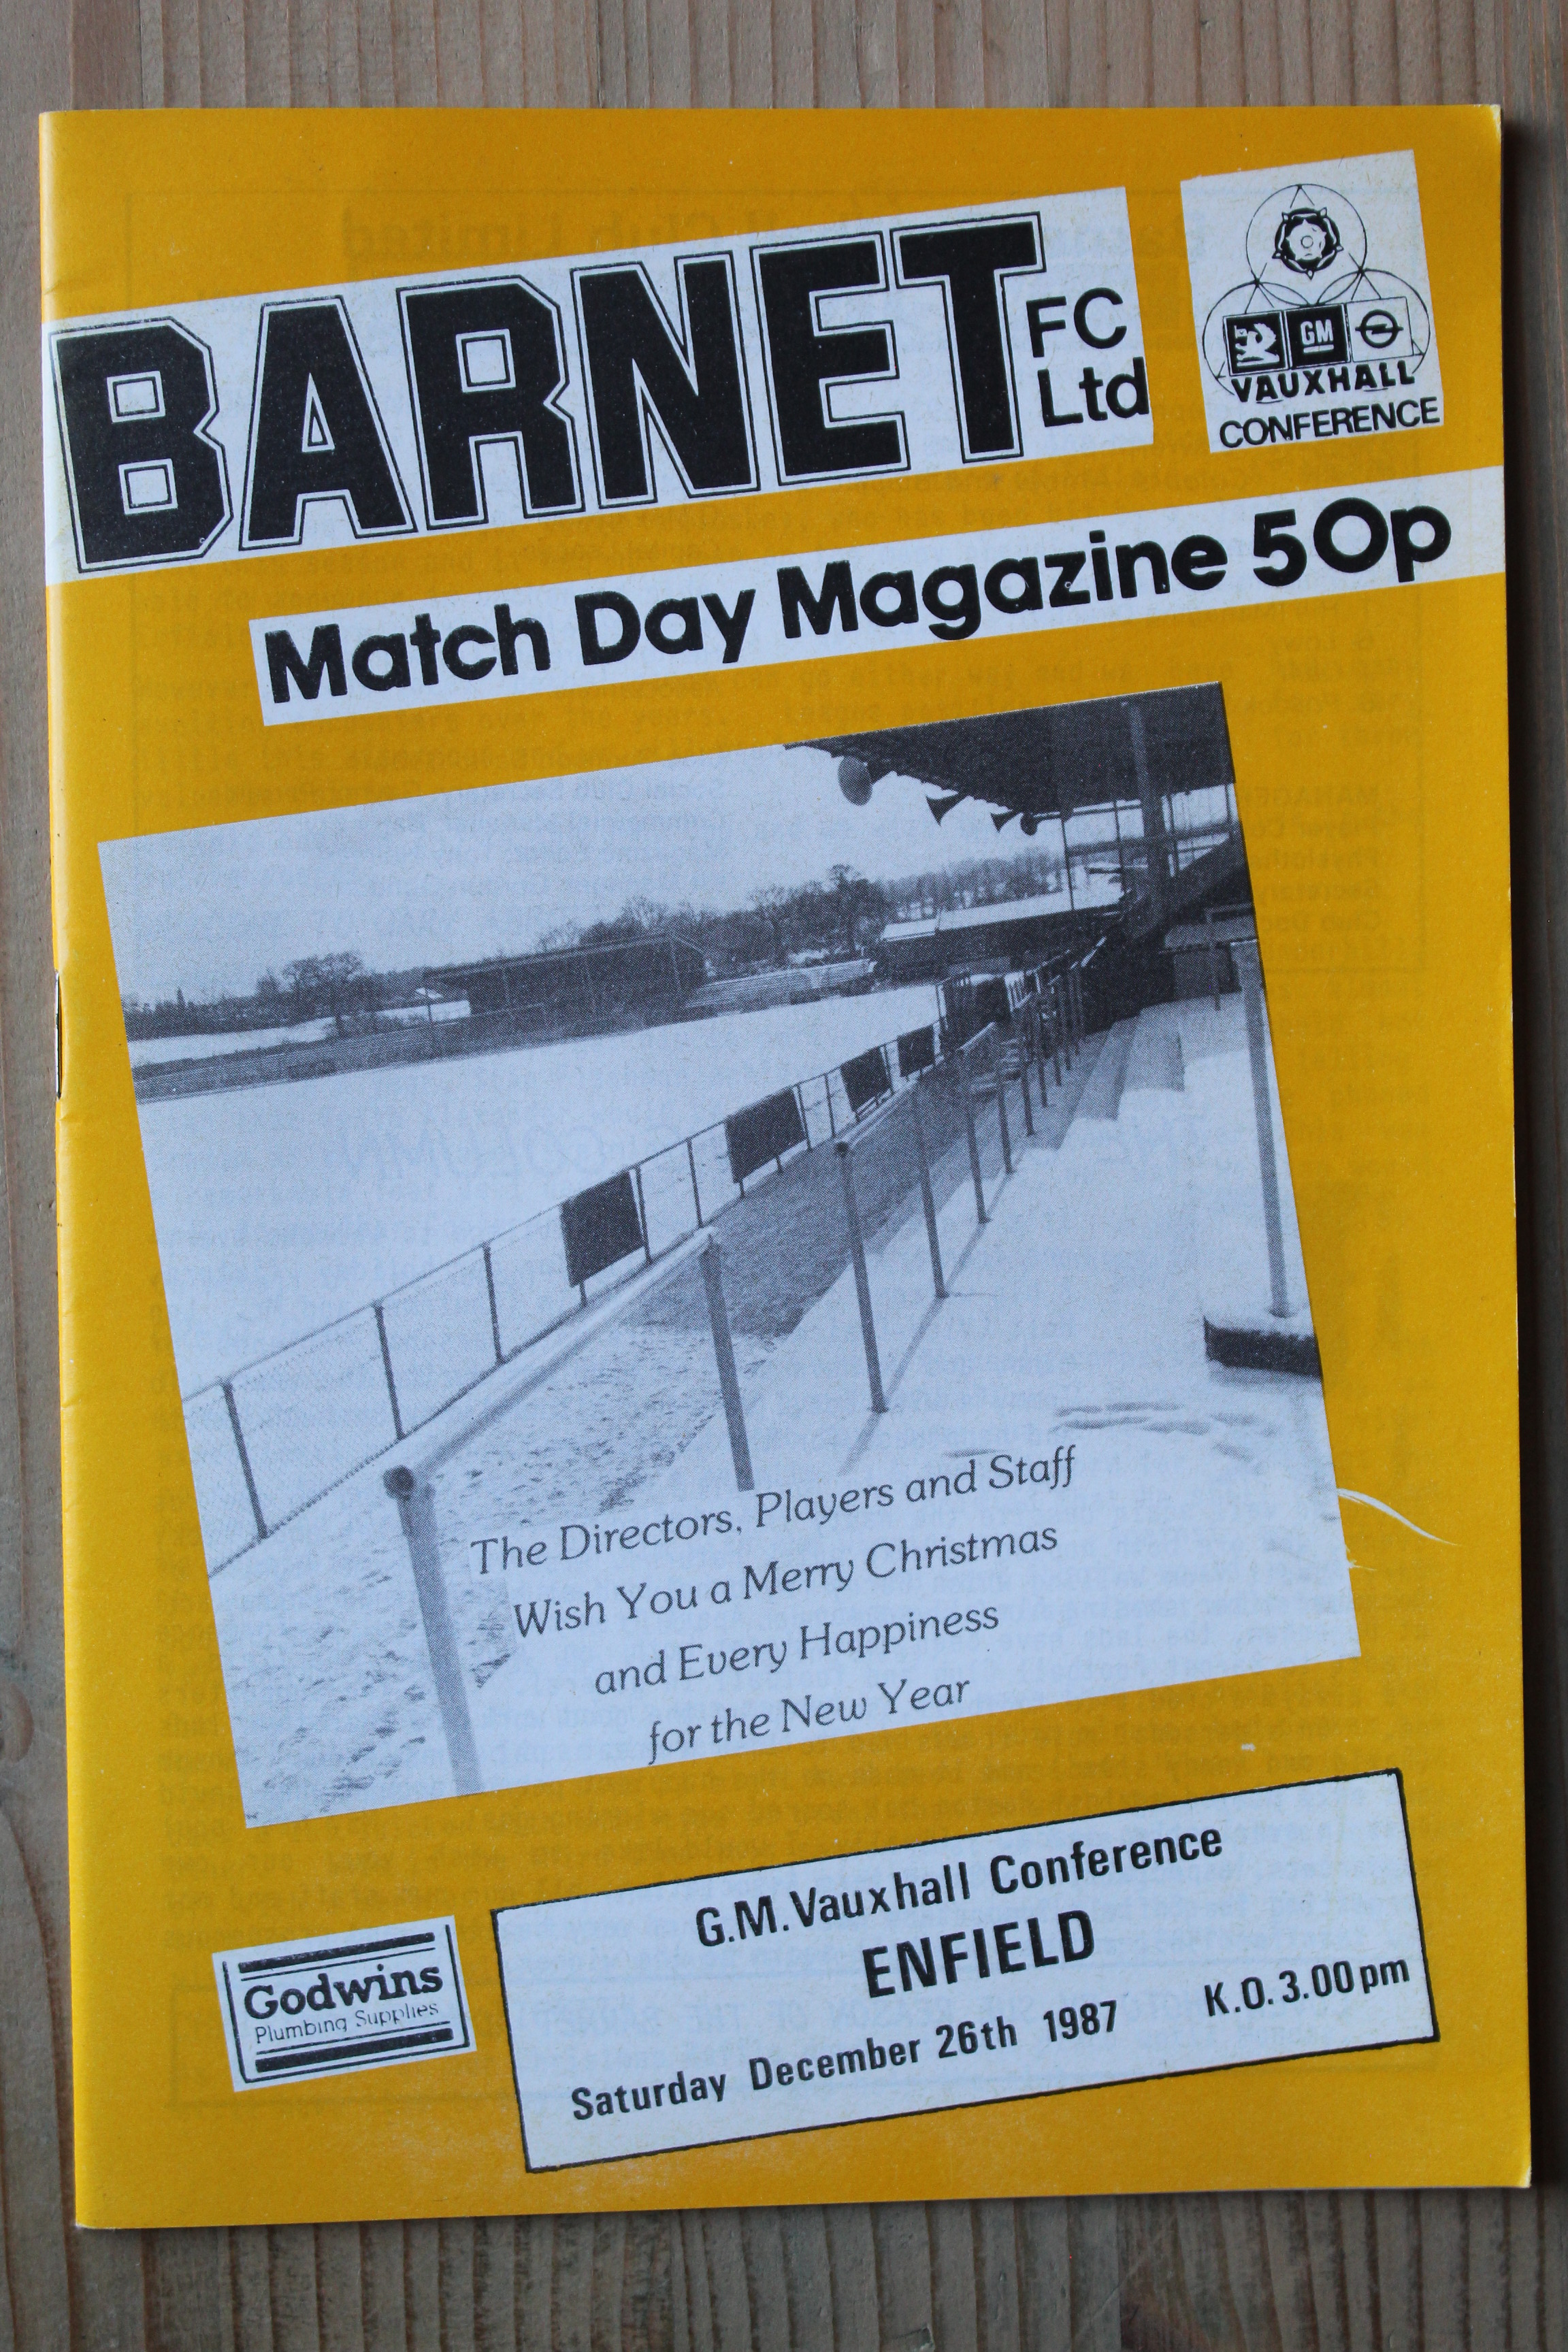 BARNET
FC
Ltd
GM
VAUXHALL
CONFERENCE
Match Day Magazine 50p
The Directors, Players and Staff
Wish You a Merry Christmas
and Every Happiness
for the New Year
Godwins
Plumbing Supplies
G.M. Vauxhall Conference
ENFIELD
Saturday December 26th 1987 K.O. 3.00pm